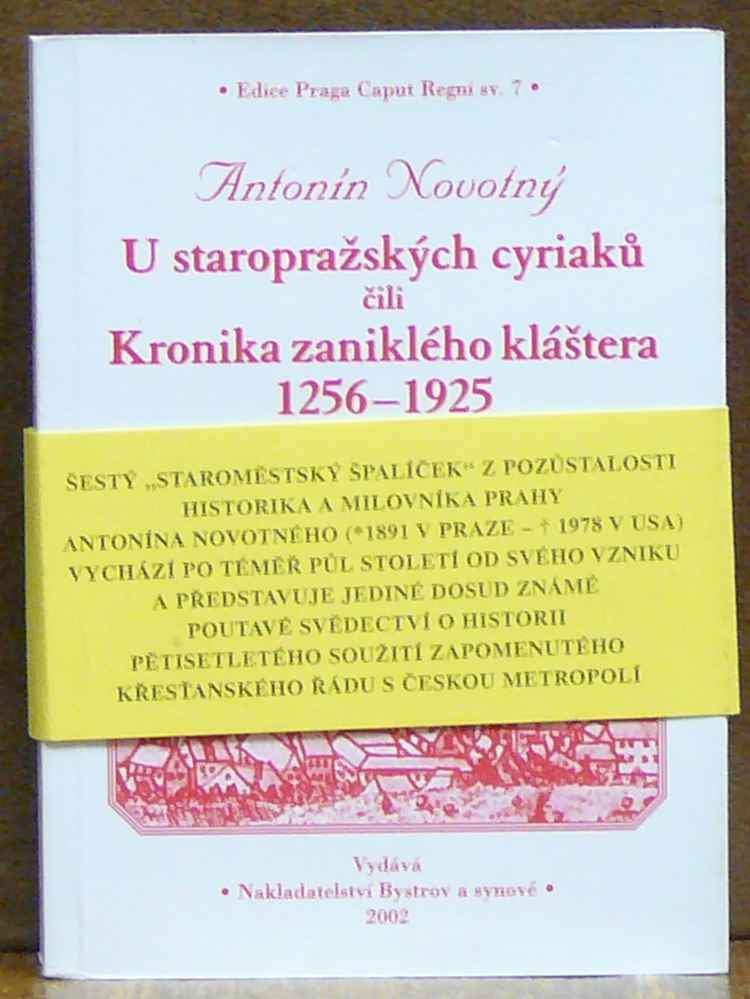 • Edice Praga Caput Regni sv. 7 •
Antonín Novotný
U staropražských cyriaků
čili
Kronika zaniklého kláštera
1256–1925
ŠESTÝ „STAROMĚSTSKÝ ŠPALÍČEK“ Z POZŮSTALOSTI
HISTORIKA A MILOVNÍKA PRAHY
ANTONÍNA NOVOTNÉHO (*1891 V PRAZE – † 1978 V USA)
VYCHÁZÍ PO TÉMĚŘ PŮL STOLETÍ OD SVÉHO VZNIKU
A PŘEDSTAVUJE JEDINÉ DOSUD ZNÁMÉ
POUTAVÉ SVĚDECTVÍ O HISTORII
PĚTISETLETÉHO SOUŽITÍ ZAPOMENUTÉHO
KŘESŤANSKÉHO ŘÁDU S ČESKOU METROPOLÍ
Vydává
• Nakladatelství Bystrov a synové •
2002